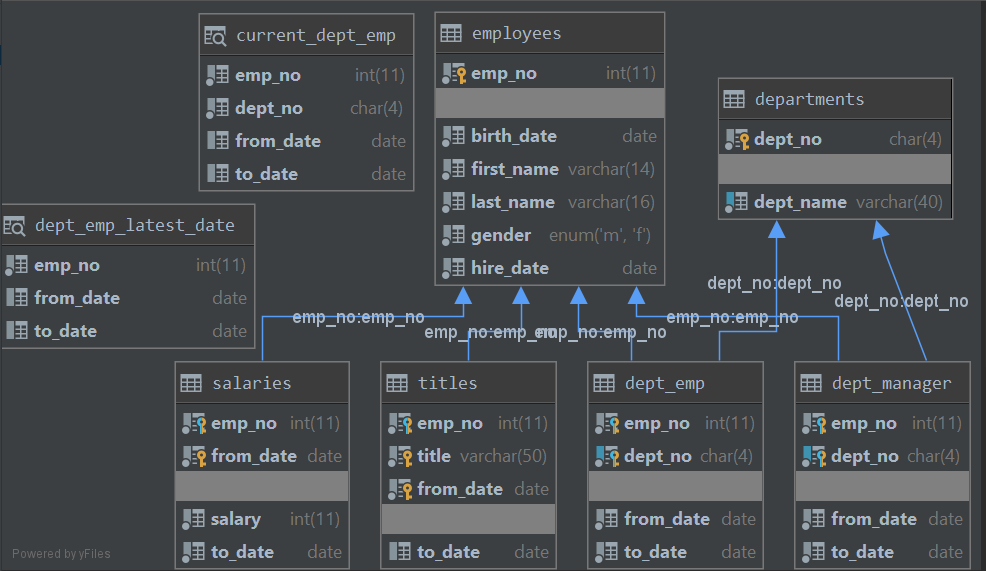 current_dept_emp
emp_no int(11)
dept_no char(4)
from_date date
to_date date
employees
emp_no int(11)
birth_date date
first_name varchar(14)
last_name varchar(16)
gender enum('m', 'f')
hire_date date
departments
dept_no char(4)
dept_name varchar(40)
dept_emp_latest_date
emp_no int(11)
from_date date
to_date date
dept_no:dept_no
dept_no:dept_no
emp_no:emp_no
emp_no:emp_no
emp_no:emp_no
emp_no:emp_no
salaries
emp_no int(11)
from_date date
salary int(11)
to_date date
titles
emp_no int(11)
title varchar(50)
from_date date
to_date date
dept_emp
emp_no int(11)
dept_no char(4)
from_date date
to_date date
dept_manager
emp_no int(11)
dept_no char(4)
from_date date
to_date date
Powered by yFiles